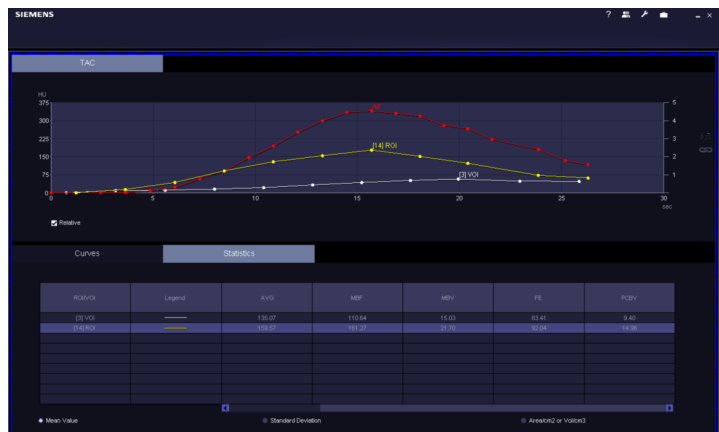 SIEMENS ?
TAC
HU
375
300
225
150
75
0
5
4
3
2
1
AR
[14] ROI
[3] VOI
0 5 10 15 20 25 30
sec
Relative
Curves Statistics
ROI/VOI Legend AVG MBF MBV FE PCBV
[3] VOI 135.07 110.64 15.03 83.41 9.40
[14] ROI 159.57 161.27 21.70 92.04 14.98
Mean Value Standard Deviation Area/cm2 or Vol/cm3